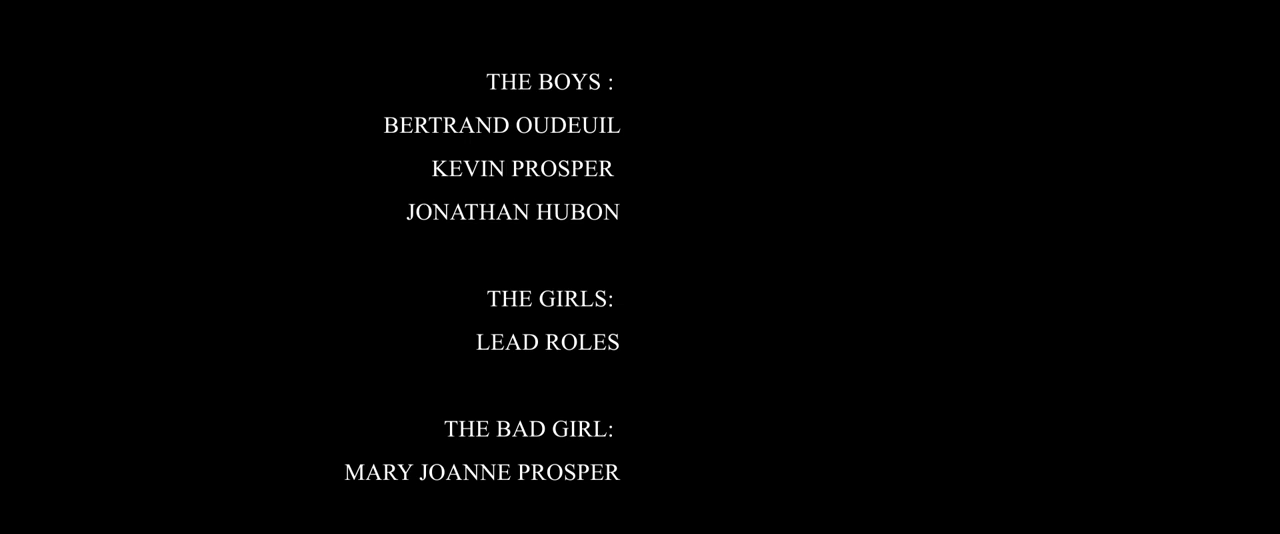 THE BOYS :
BERTRAND OUDEUIL
KEVIN PROSPER
JONATHAN HUBON
THE GIRLS:
LEAD ROLES
THE BAD GIRL:
MARY JOANNE PROSPER